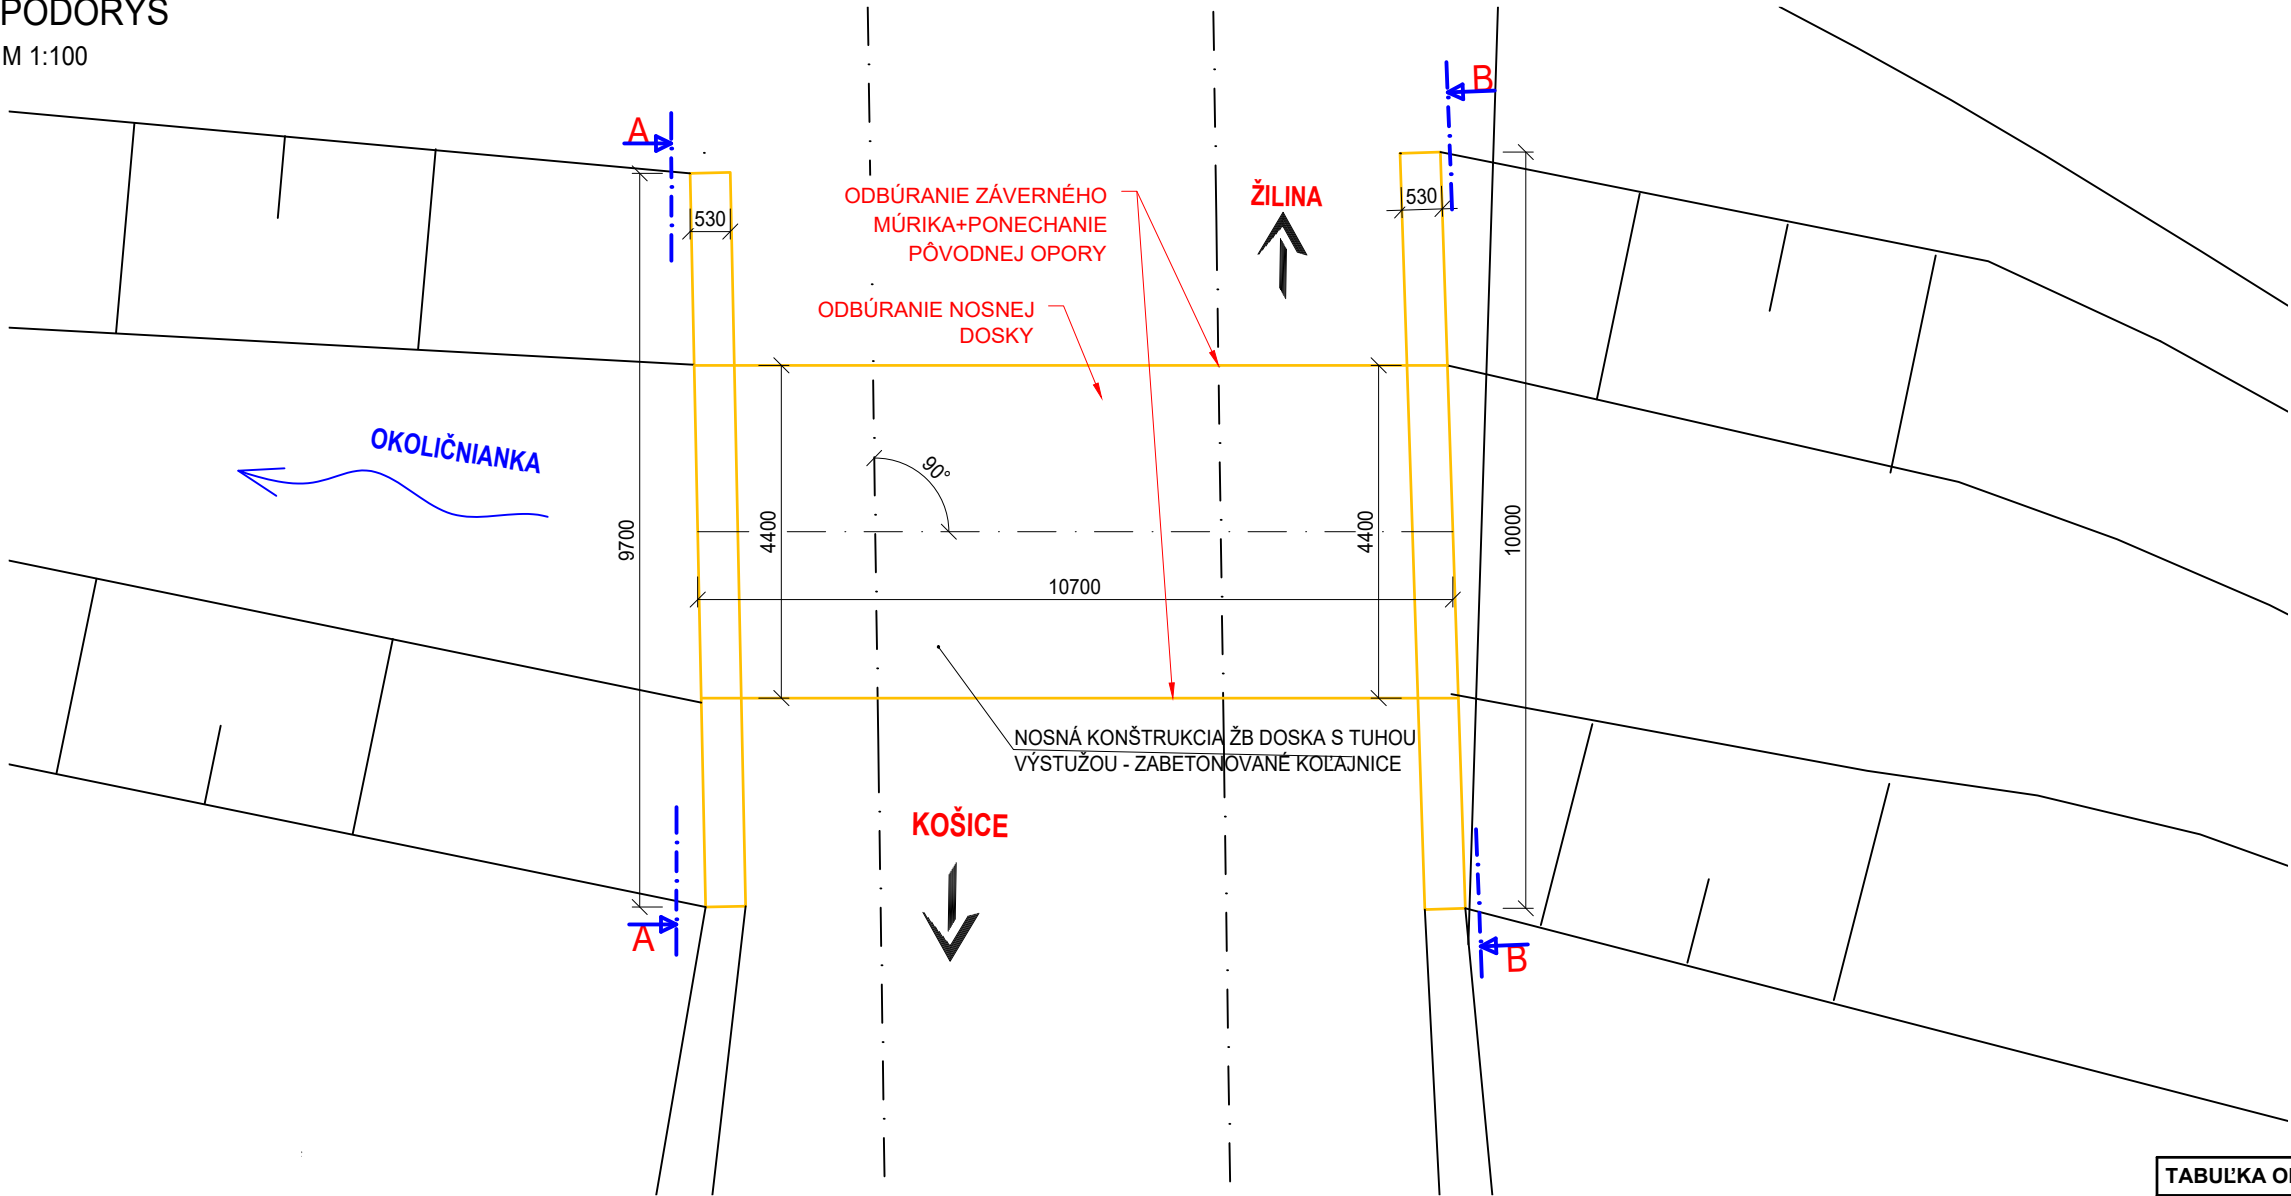 PÔDORYS
M 1:100
A
B
530
530
ODBÚRANIE ZÁVERNÉHO
MÚRIKA+PONECHANIE
PÔVODNEJ OPORY
ŽILINA
ODBÚRANIE NOSNEJ
DOSKY
OKOLIČNIANKA
90°
9700
4400
4400
10000
10700
NOSNÁ KONŠTRUKCIA ŽB DOSKA S TUHOU
VÝSTUŽOU - ZABETONOVANÉ KOĽAJNICE
KOŠICE
A
B
TABUĽKA